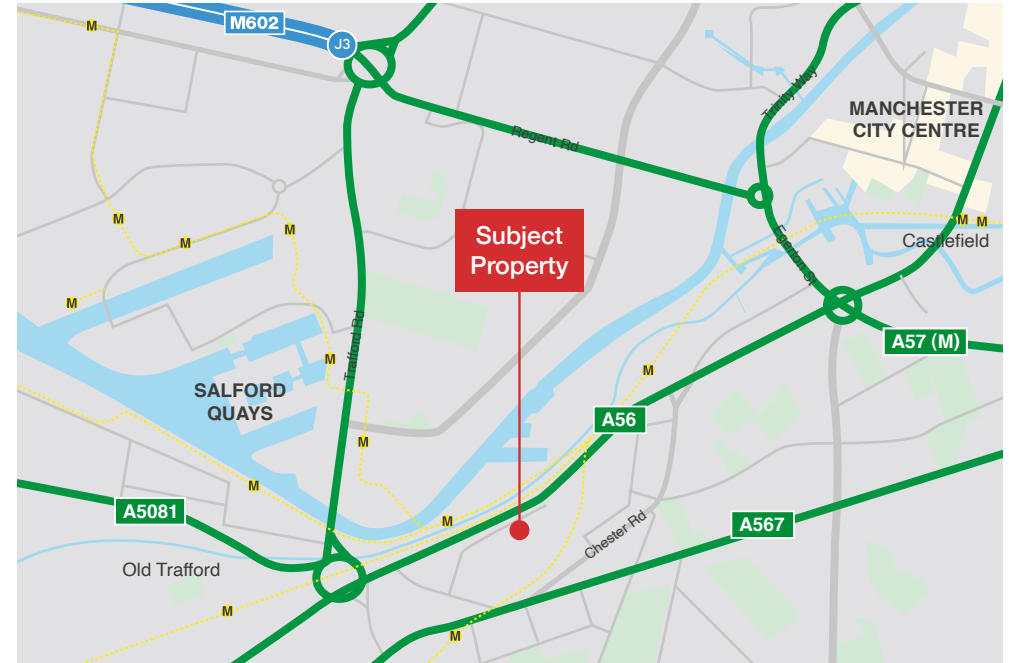 M
M602
J3
Trinity Way
MANCHESTER
CITY CENTRE
Regent Rd
M
M
M
Subject
Property
M
M
Castlefield
Egerton St
M
Trafford Rd
A57 (M)
M
M
SALFORD
QUAYS
A56
M
M
A5081
M
Chester Rd
A567
Old Trafford
M
M